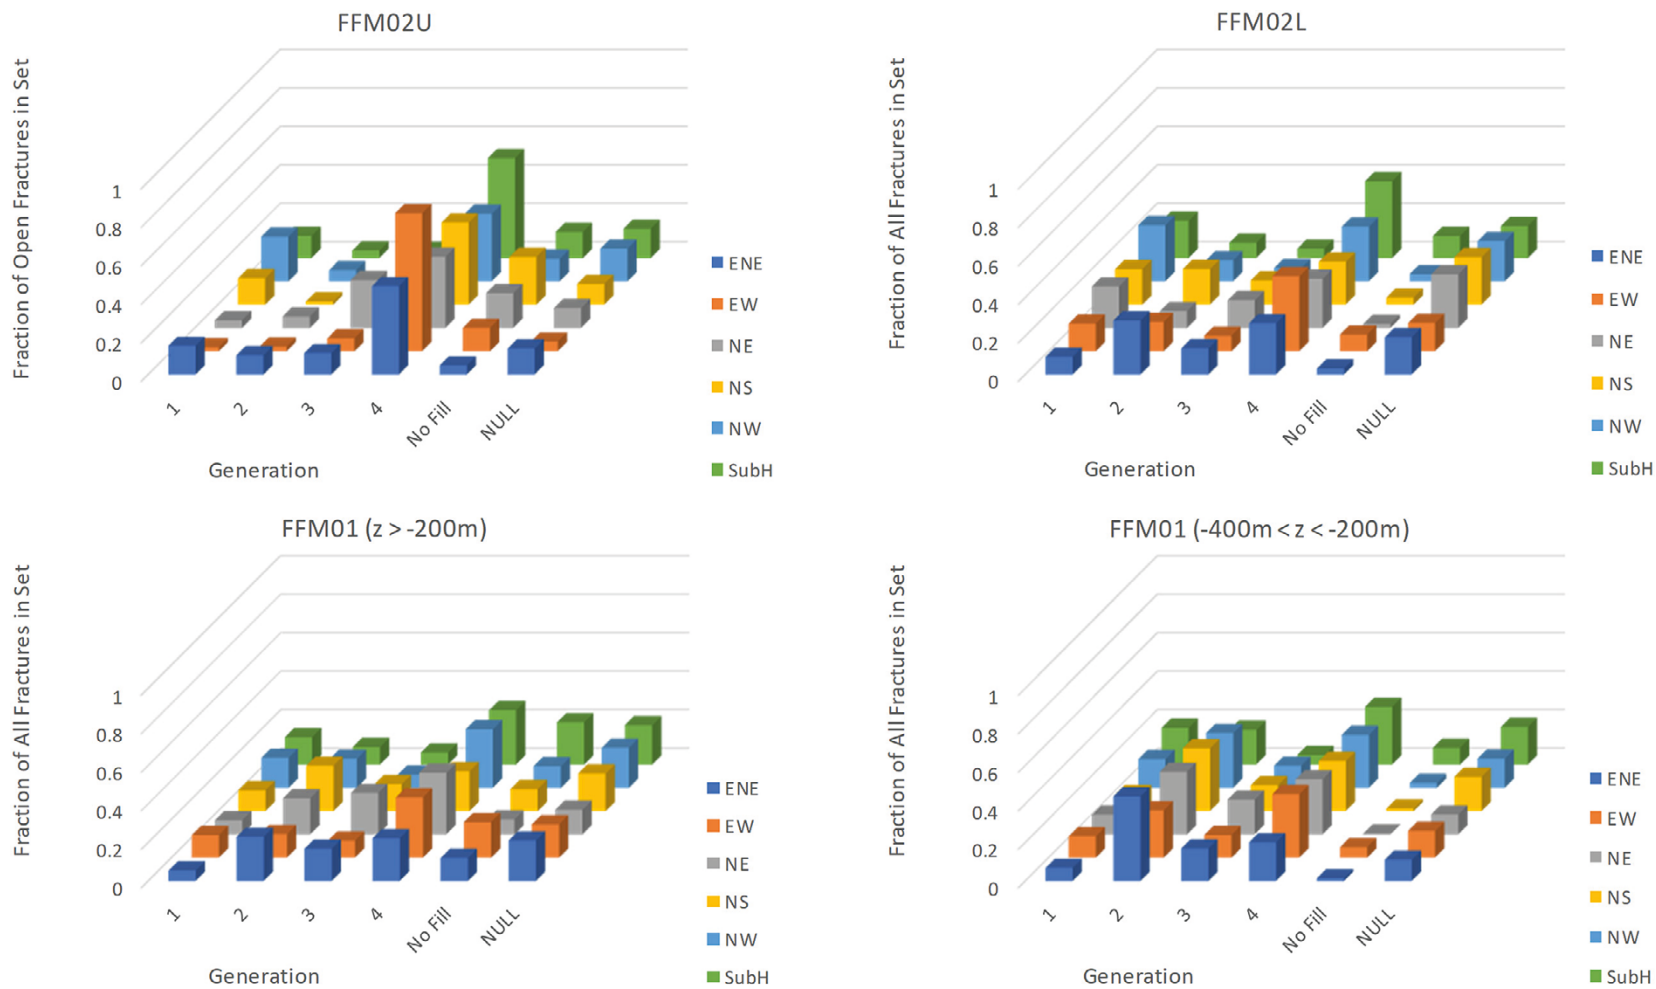 FFM02U
Fraction of Open Fractures in Set
1
0.8
0.6
0.4
0.2
0
1
2
3
4
No Fill
NULL
Generation
ENE
EW
NE
NS
NW
SubH
FFM02L
Fraction of All Fractures in Set
1
0.8
0.6
0.4
0.2
0
1
2
3
4
No Fill
NULL
Generation
ENE
EW
NE
NS
NW
SubH
FFM01 (z > -200m)
Fraction of All Fractures in Set
1
0.8
0.6
0.4
0.2
0
1
2
3
4
No Fill
NULL
Generation
ENE
EW
NE
NS
NW
SubH
FFM01 (-400m < z < -200m)
Fraction of All Fractures in Set
1
0.8
0.6
0.4
0.2
0
1
2
3
4
No Fill
NULL
Generation
ENE
EW
NE
NS
NW
SubH